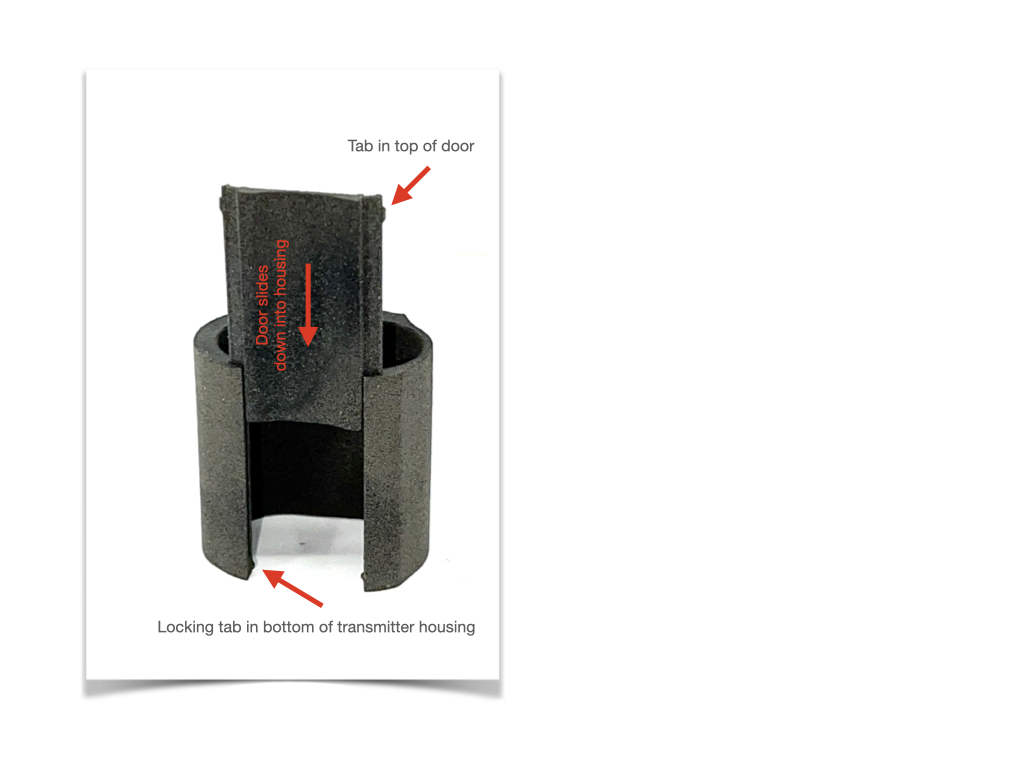 Tab in top of door
Door slides
down into housing
Locking tab in bottom of transmitter housing